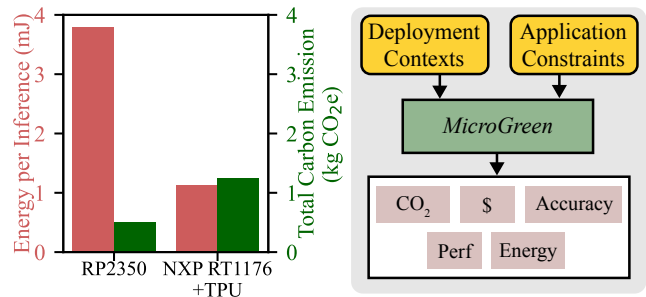 Energy per Inference (mJ)
4
3
2
1
0
RP2350
NXP RT1176
+TPU
4
3
2
1
0
Total Carbon Emission
(kg CO₂e)
Deployment
Contexts
Application
Constraints
MicroGreen
CO₂
$
Accuracy
Perf
Energy